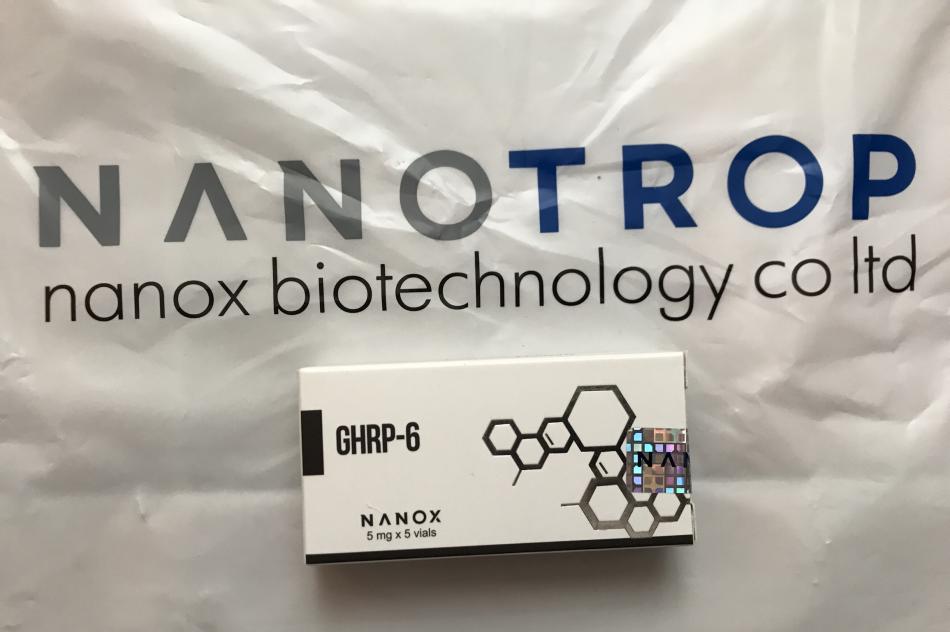 NANOTROP
nanox biotechnology co ltd
GHRP-6
NANOX
5 mg x 5 vials